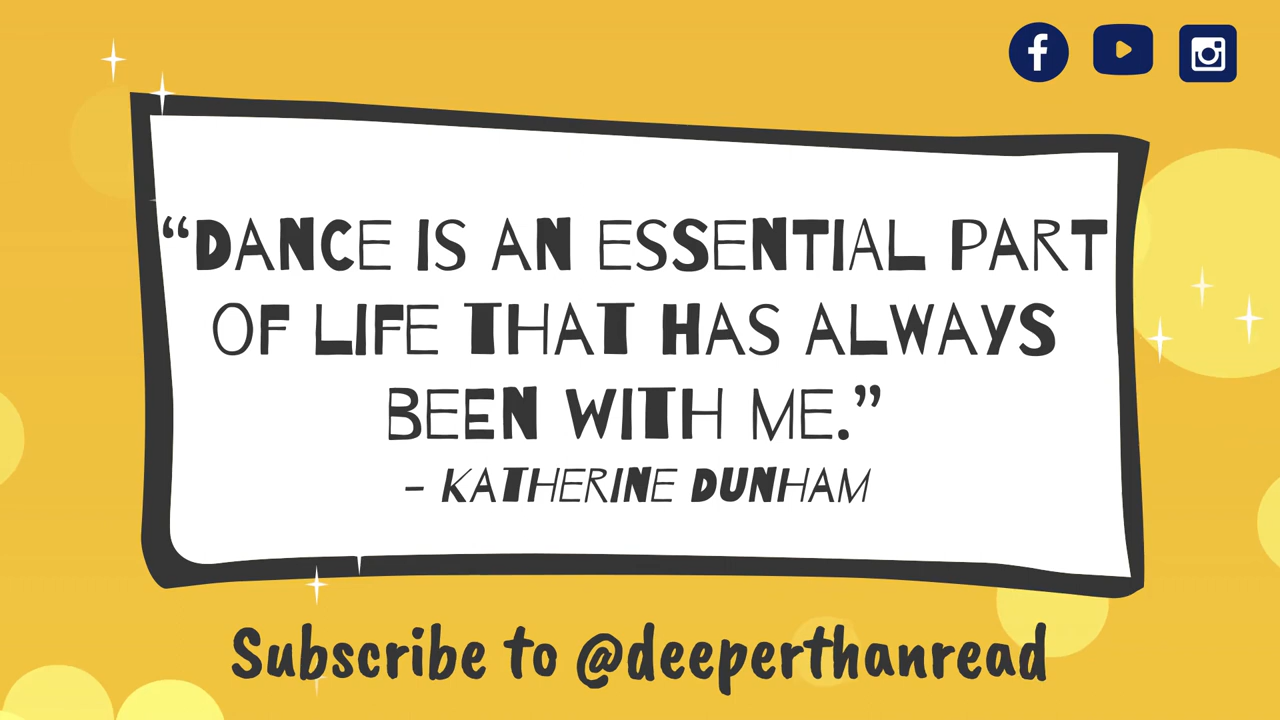 “DANCE IS AN ESSENTIAL PART
OF LIFE THAT HAS ALWAYS
BEEN WITH ME.”
– KATHERINE DUNHAM
Subscribe to @deeperthanread